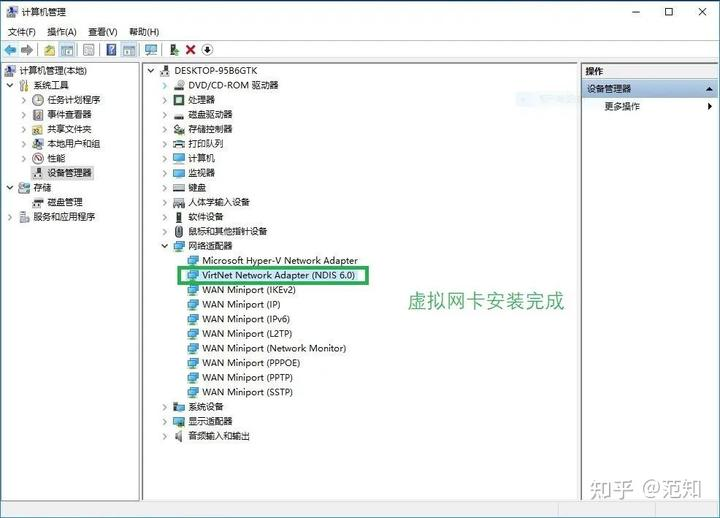 计算机管理
文件(F) 操作(A) 查看(V) 帮助(H)
计算机管理(本地)
系统工具
任务计划程序
事件查看器
共享文件夹
本地用户和组
性能
设备管理器
存储
磁盘管理
服务和应用程序
DESKTOP-95B6GTK
DVD/CD-ROM 驱动器
处理器
磁盘驱动器
存储控制器
打印队列
计算机
监视器
键盘
人体学输入设备
软件设备
鼠标和其他指针设备
网络适配器
Microsoft Hyper-V Network Adapter
VirtNet Network Adapter (NDIS 6.0)
WAN Miniport (IKEv2)
WAN Miniport (IP)
WAN Miniport (IPv6)
WAN Miniport (L2TP)
WAN Miniport (Network Monitor)
WAN Miniport (PPPOE)
WAN Miniport (PPTP)
WAN Miniport (SSTP)
系统设备
显示适配器
音频输入和输出
虚拟网卡安装完成
操作
设备管理器
更多操作
知乎 @范知